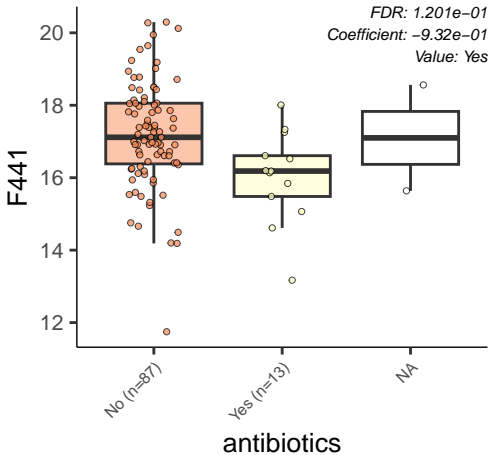 FDR: 1.201e−01
Coefficient: −9.32e−01
Value: Yes
F441
20
18
16
14
12
No (n=87)
Yes (n=13)
NA
antibiotics